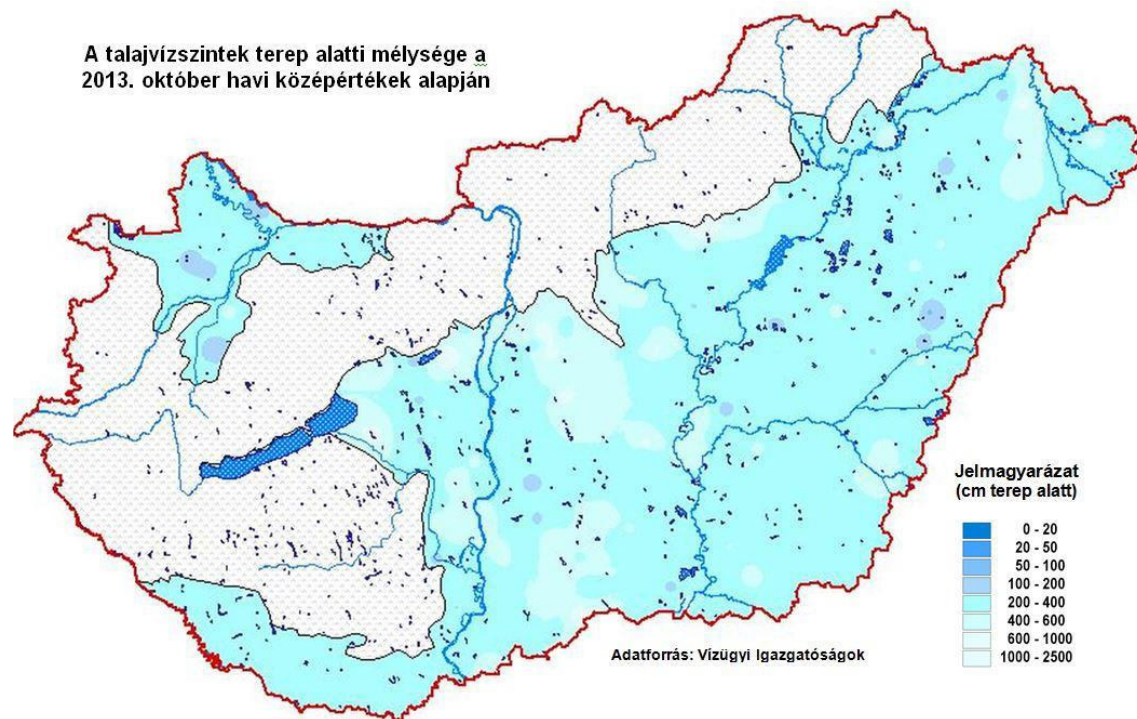 A talajvízszintek terep alatti mélysége a
2013. október havi középértékek alapján
Jelmagyarázat
(cm terep alatt)
0 - 20
20 - 50
50 - 100
100 - 200
200 - 400
400 - 600
600 - 1000
1000 - 2500
Adatforrás: Vízügyi Igazgatóságok